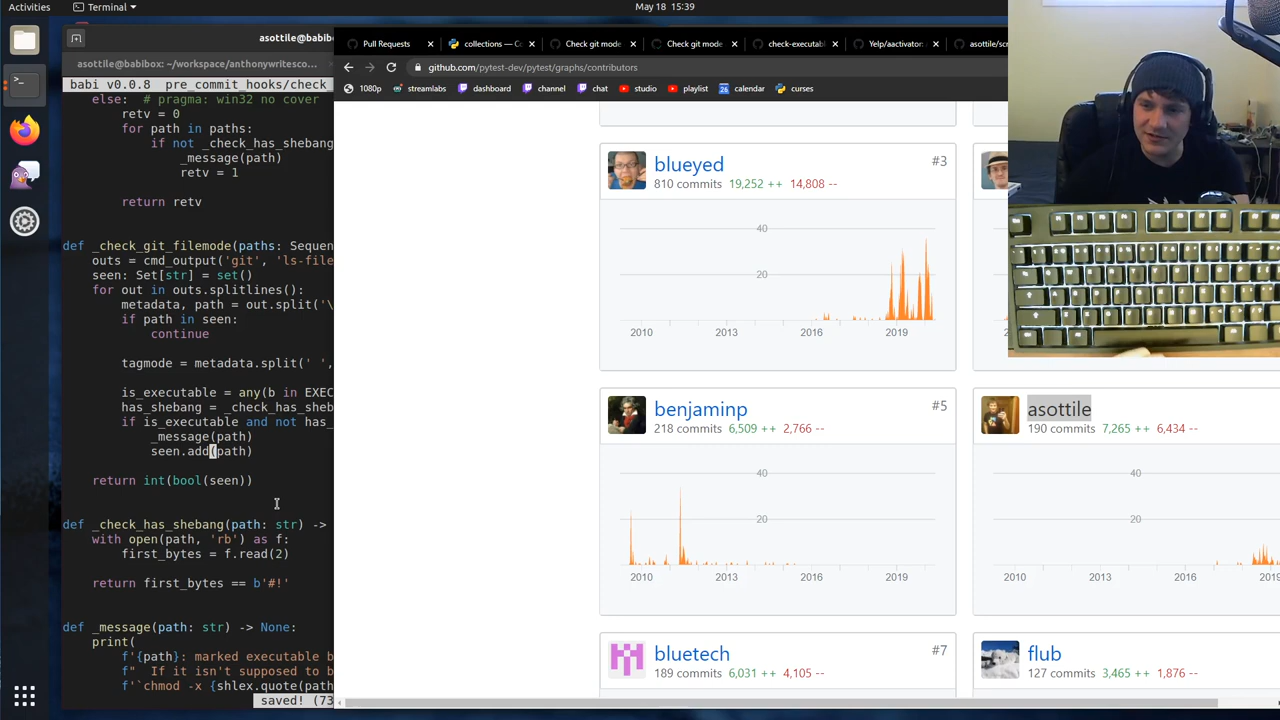 Activities
Terminal
May 18 15:39
asottile@babibo
asottile@babibox: ~/workspace/anthonywritesco...
babi v0.0.8 pre_commit_hooks/check_
else:  # pragma: win32 no cover
retv = 0
for path in paths:
if not _check_has_shebang
_message(path)
retv = 1
return retv
def _check_git_filemode(paths: Sequen
outs = cmd_output('git', 'ls-file
seen: Set[str] = set()
for out in outs.splitlines():
metadata, path = out.split('\
if path in seen:
continue
tagmode = metadata.split(' ',
is_executable = any(b in EXEC
has_shebang = _check_has_sheb
if is_executable and not has_
_message(path)
seen.add(path)
return int(bool(seen))
def _check_has_shebang(path: str) ->
with open(path, 'rb') as f:
first_bytes = f.read(2)
return first_bytes == b'#!'
def _message(path: str) -> None:
print(
f'{path}: marked executable b
f"  If it isn't supposed to b
f'`chmod -x {shlex.quote(path
saved! (73
Pull Requests
collections — Co
Check git mode
Check git mode
check-executabl
Yelp/aactivator:
asottile/scr
github.com/pytest-dev/pytest/graphs/contributors
1080p
streamlabs
dashboard
channel
chat
studio
playlist
26 calendar
curses
blueyed
#3
810 commits 19,252 ++ 14,808 --
40
20
2010 2013 2016 2019
benjaminp
#5
218 commits 6,509 ++ 2,766 --
40
20
2010 2013 2016 2019
asottile
190 commits 7,265 ++ 6,434 --
40
20
2010 2013 2016 2019
bluetech
#7
189 commits 6,031 ++ 4,105 --
flub
127 commits 3,465 ++ 1,876 --